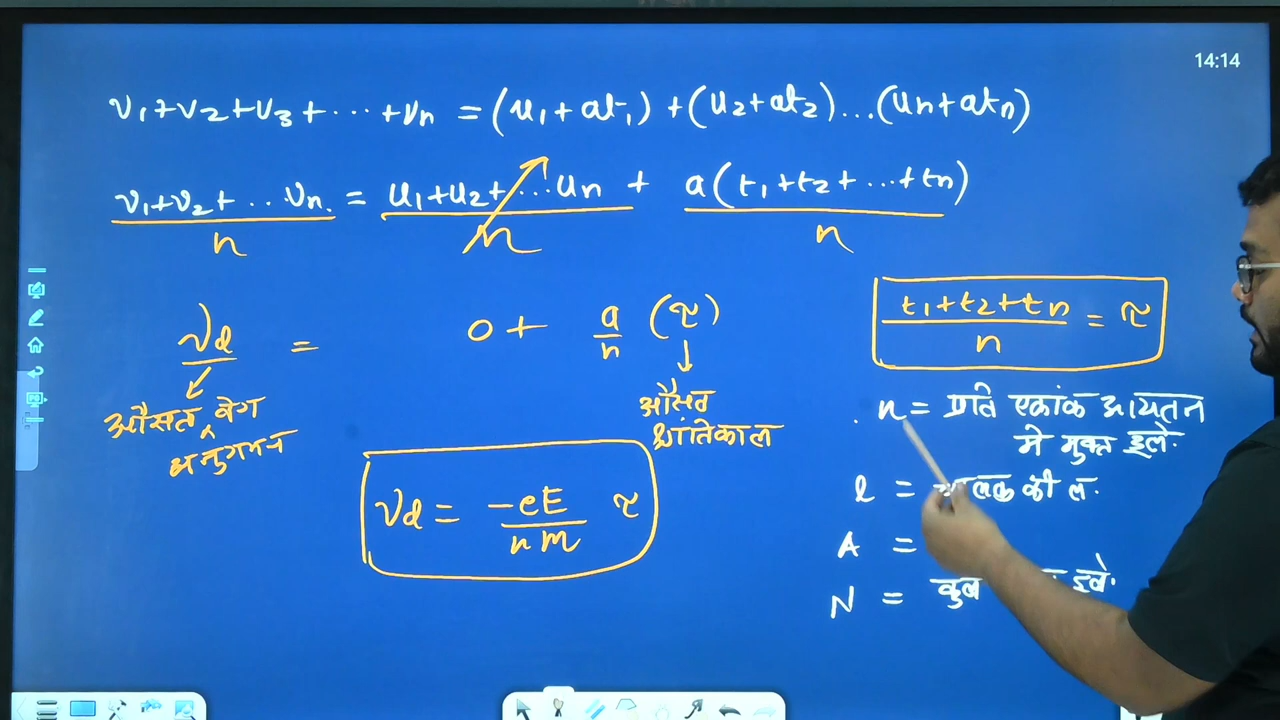 14:14
v1+v2+v3+...+vn = (u1+at1)+(u2+at2)...(un+atn)
v1+v2+...vn/n = u1+u2+...un/n + a(t1+t2+...+tn)/n
vd = 0+ a/n (τ)
औसत वेग
अनुगमन
औसत
श्रांतिकाल
t1+t2+tn/n = τ
vd = -eE/nm τ
n = प्रति एकांक आयतन
में मुक्त इले॰
l = की ल.
A =
N = कुल इले॰